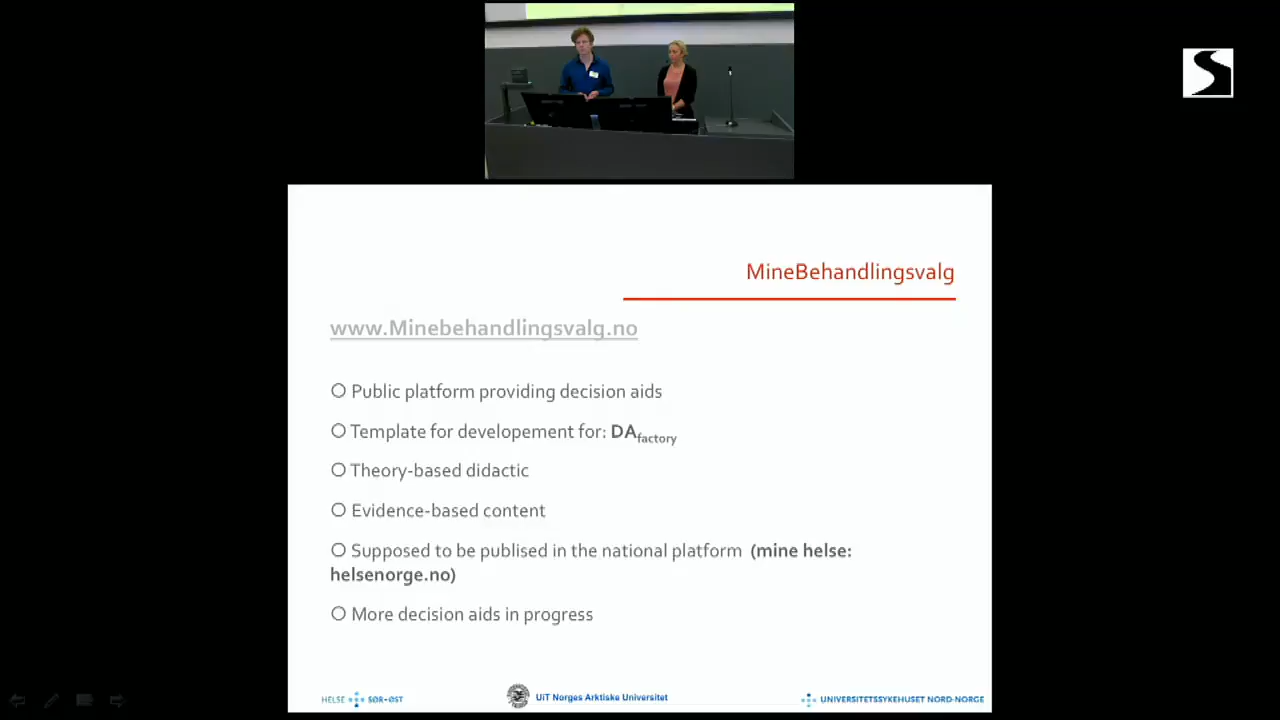 S
MineBehandlingsvalg
www.Minebehandlingsvalg.no
Public platform providing decision aids
Template for developement for: DAfactory
Theory-based didactic
Evidence-based content
Supposed to be publised in the national platform (mine helse:
helsenorge.no)
More decision aids in progress
HELSE SØR-ØST
UiT Norges Arktiske Universitet
UNIVERSITETSSYKEHUSET NORD-NORGE